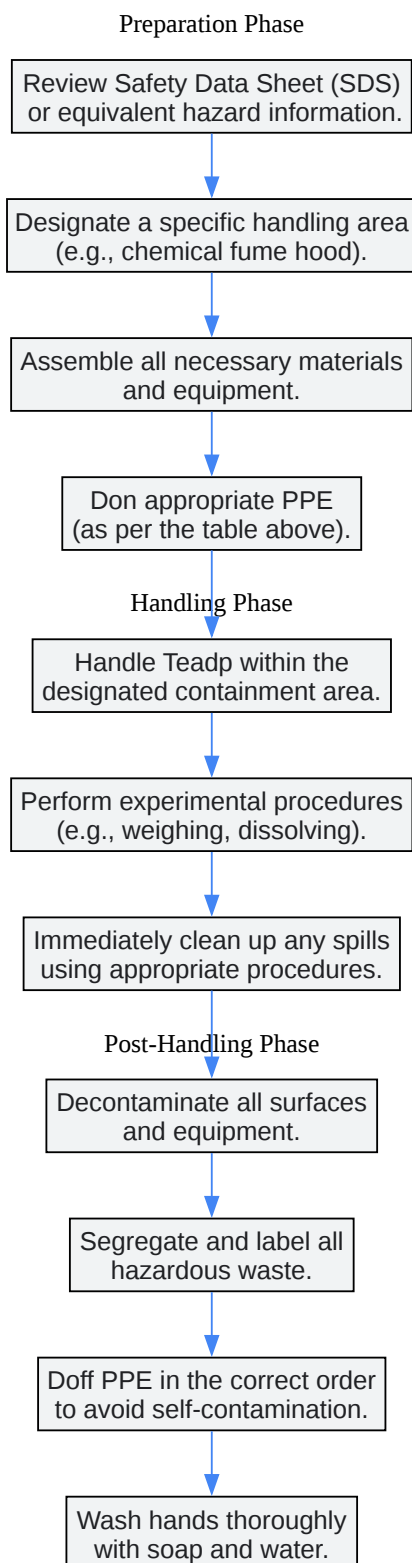 Preparation Phase
Review Safety Data Sheet (SDS)
or equivalent hazard information.
Designate a specific handling area
(e.g., chemical fume hood).
Assemble all necessary materials
and equipment.
Don appropriate PPE
(as per the table above).
Handling Phase
Handle Teadp within the
designated containment area.
Perform experimental procedures
(e.g., weighing, dissolving).
Immediately clean up any spills
using appropriate procedures.
Post-Handling Phase
Decontaminate all surfaces
and equipment.
Segregate and label all
hazardous waste.
Doff PPE in the correct order
to avoid self-contamination.
Wash hands thoroughly
with soap and water.